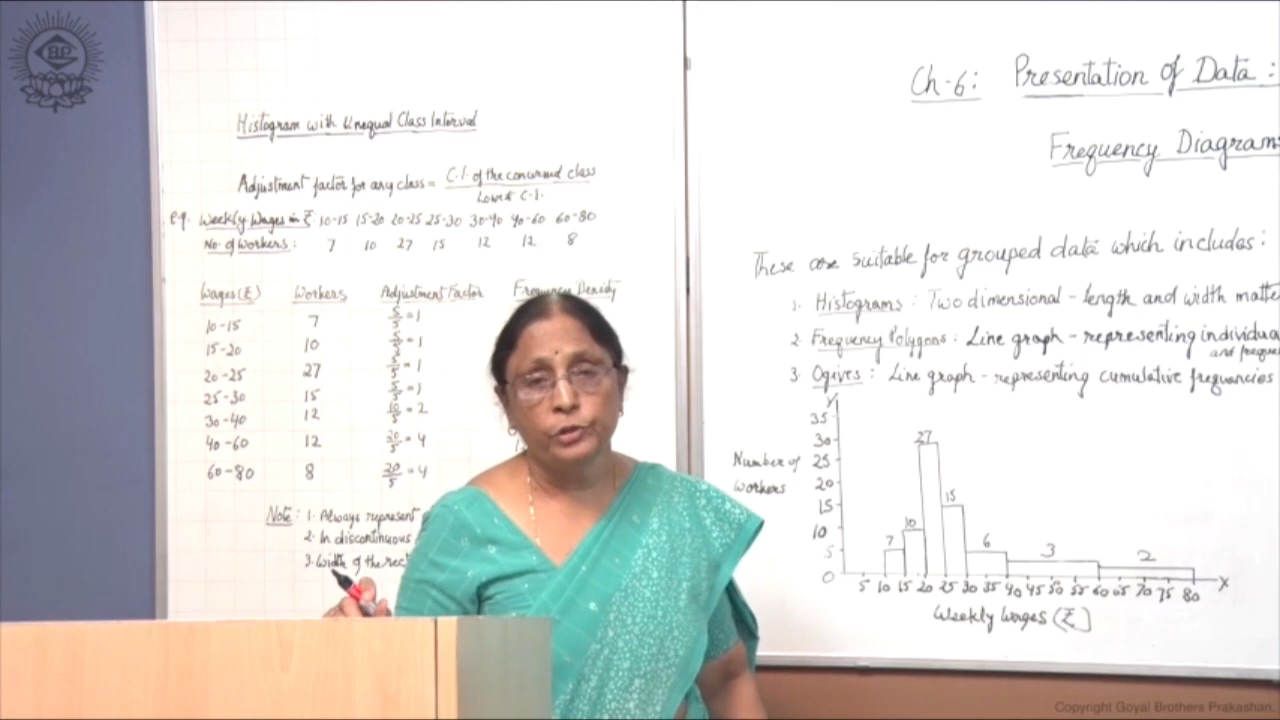 GBP
Histogram with Unequal Class Interval
Adjustment factor for any class = C.I. of the concerned class
Lowest C.I.
e.g. Weekly Wages in ₹: 10-15 15-20 20-25 25-30 30-40 40-60 60-80
No. of Workers: 7 10 27 15 12 12 8
Wages (₹) Workers Adjustment Factor Frequency Density
10-15 7 5/5 = 1
15-20 10 5/5 = 1
20-25 27 5/5 = 1
25-30 15 5/5 = 1
30-40 12 10/5 = 2
40-60 12 20/5 = 4
60-80 8 20/5 = 4
Note: 1. Always represent
2. In discontinuous
3. Width of the rect
Ch-6: Presentation of Data:
Frequency Diagrams
These are suitable for grouped data which includes:
1. Histograms: Two dimensional - length and width matte
2. Frequency Polygons: Line graph - representing individua
and freque
3. Ogives: Line graph - representing cumulative frequencies
Y
35
30
25
20
15
10
5
0
Number of
Workers
7 10 27 15 6 3 2
5 10 15 20 25 30 35 40 45 50 55 60 65 70 75 80 X
Weekly Wages (₹)
Copyright Goyal Brothers Prakashan.